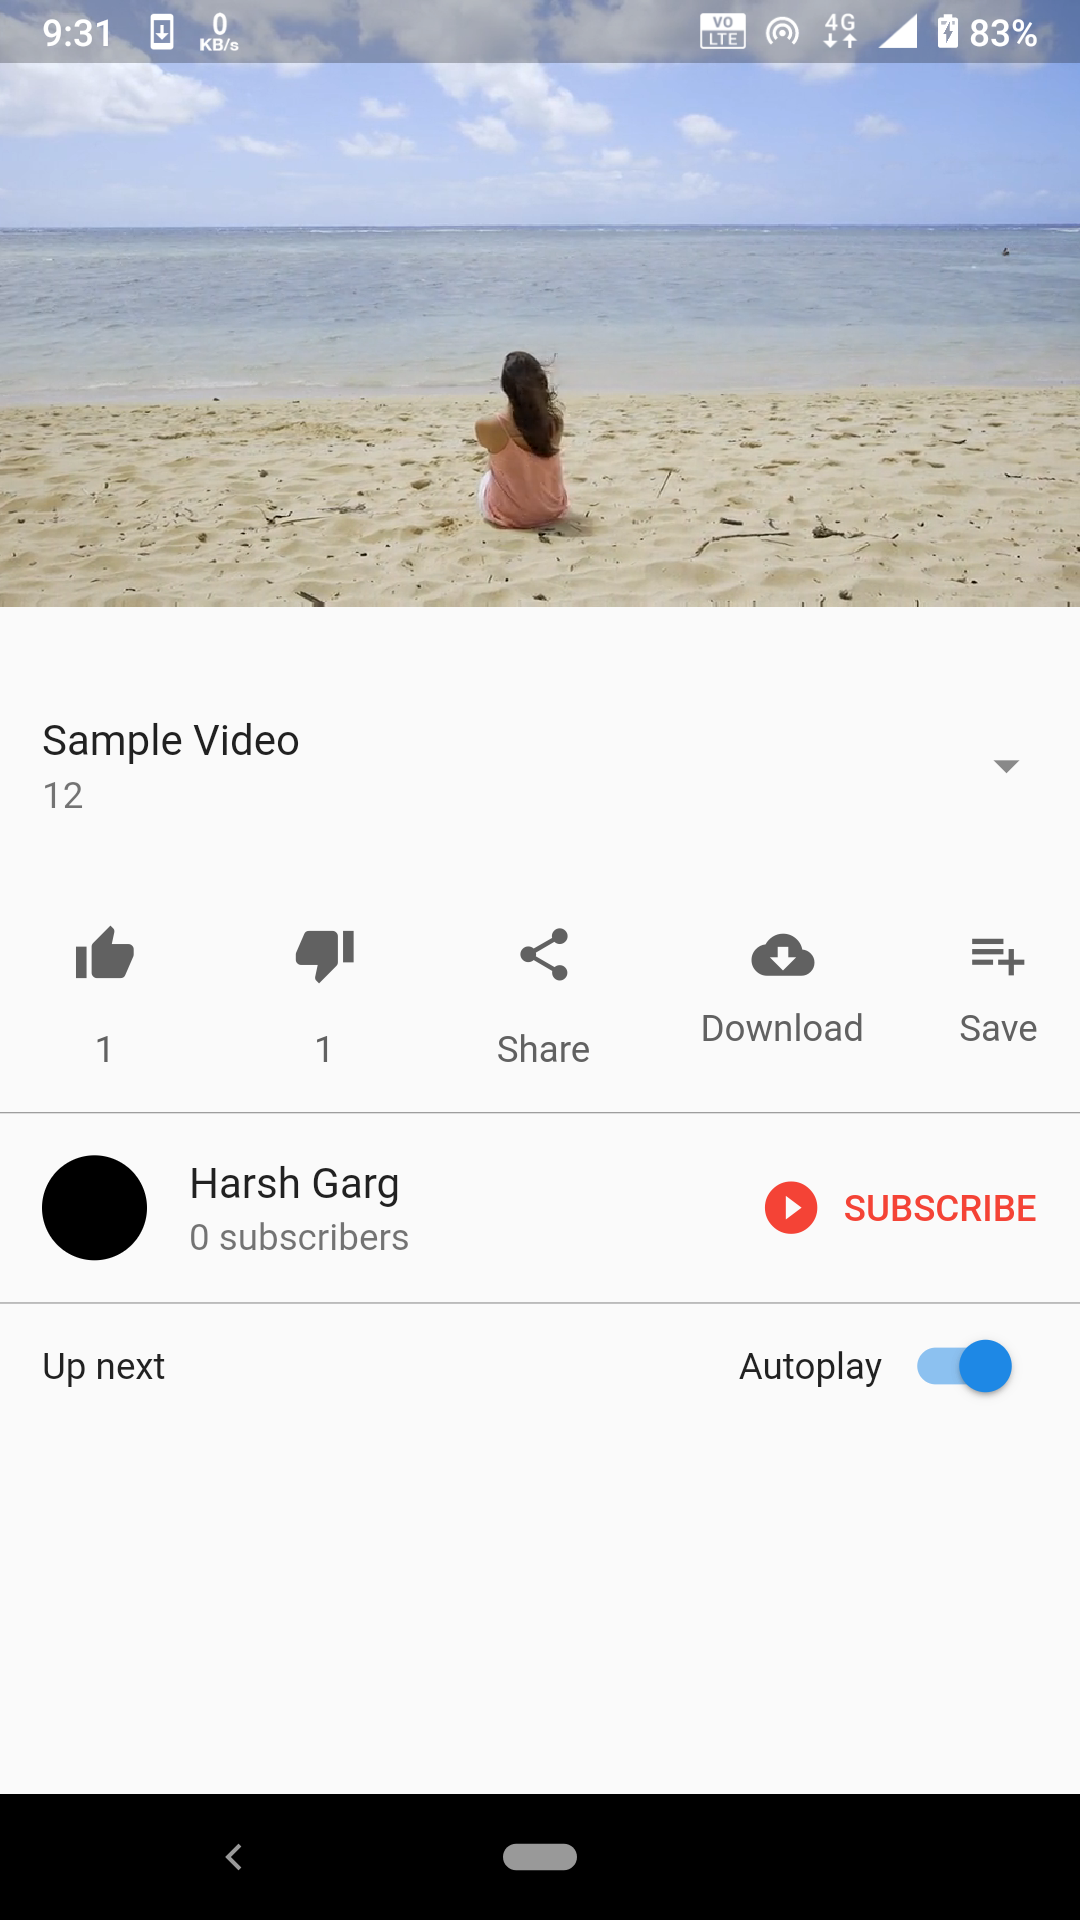 9:31 0 KB/s VO LTE 4G 83%
Sample Video
12
1 1 Share Download Save
Harsh Garg
0 subscribers
SUBSCRIBE
Up next Autoplay